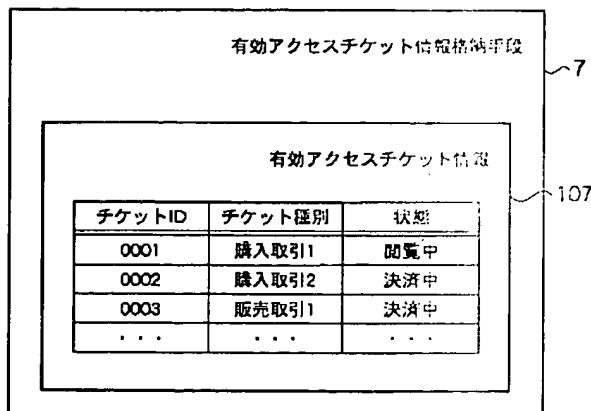 有効アクセスチケット情報格納手段
7
有効アクセスチケット情報
107
チケットID チケット種別 状態
0001 購入取引1 閲覧中
0002 購入取引2 決済中
0003 販売取引1 決済中
・・・ ・・・ ・・・